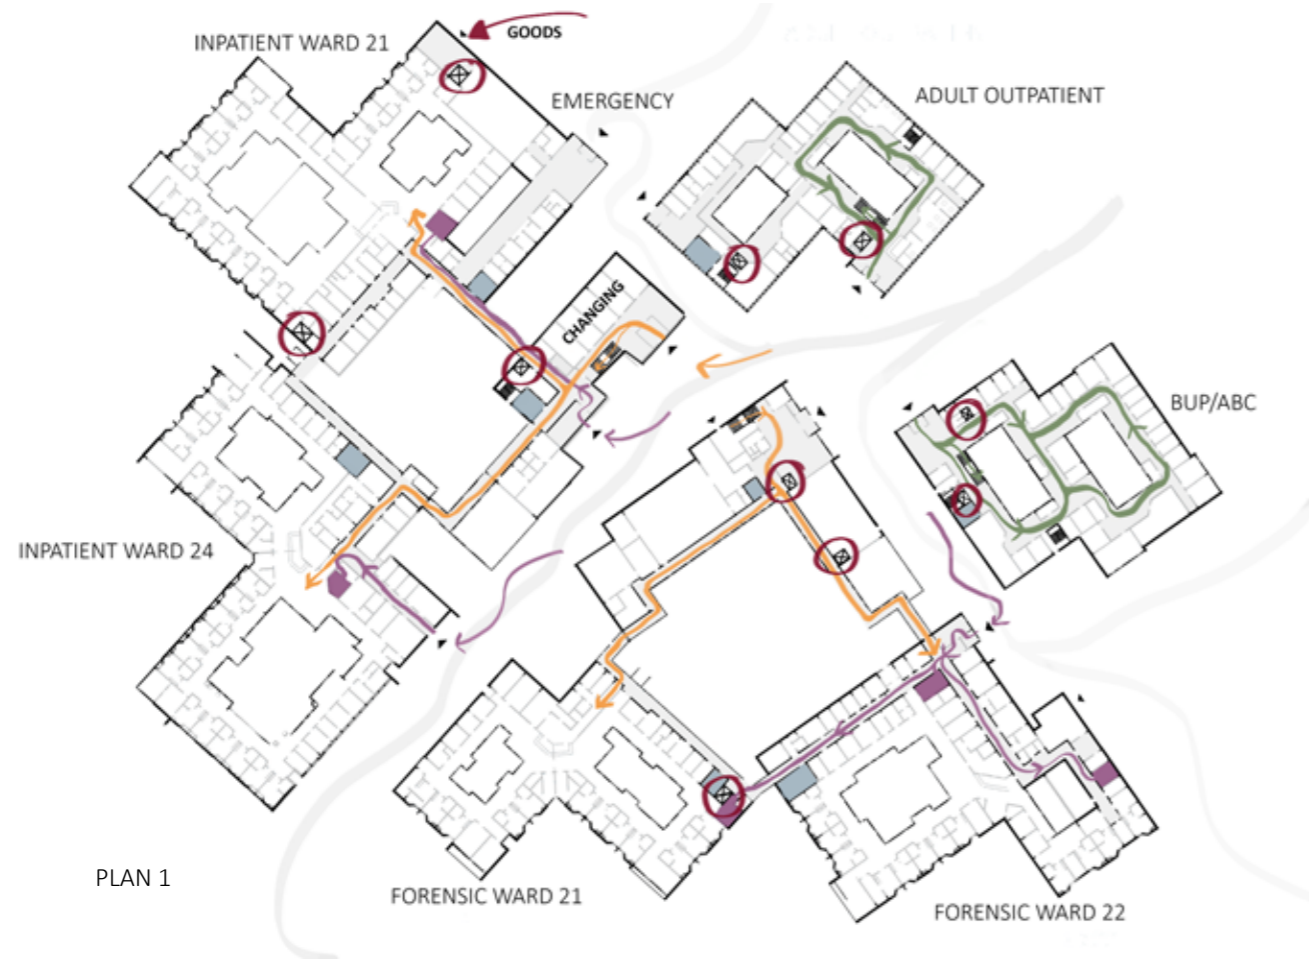 GOODS
INPATIENT WARD 21
EMERGENCY
ADULT OUTPATIENT
CHANGING
BUP/ABC
INPATIENT WARD 24
PLAN 1
FORENSIC WARD 21
FORENSIC WARD 22